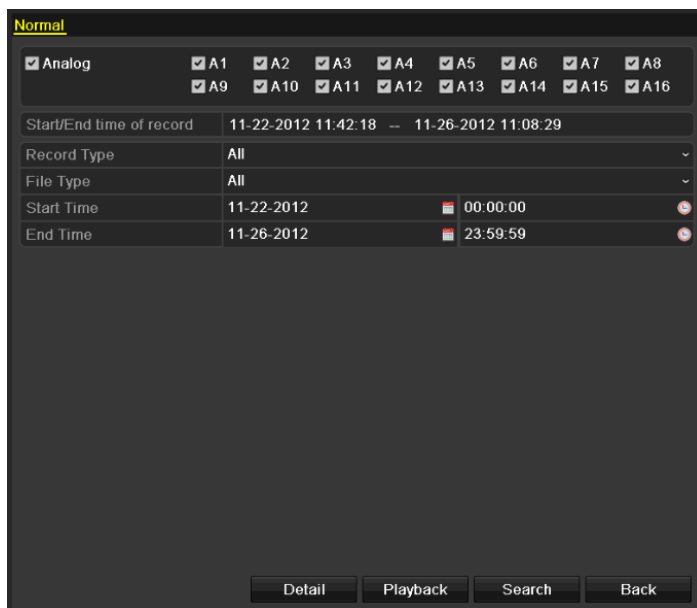 Normal
Analog A1 A2 A3 A4 A5 A6 A7 A8
A9 A10 A11 A12 A13 A14 A15 A16
Start/End time of record 11-22-2012 11:42:18 -- 11-26-2012 11:08:29
Record Type All
File Type All
Start Time 11-22-2012 00:00:00
End Time 11-26-2012 23:59:59
Detail Playback Search Back